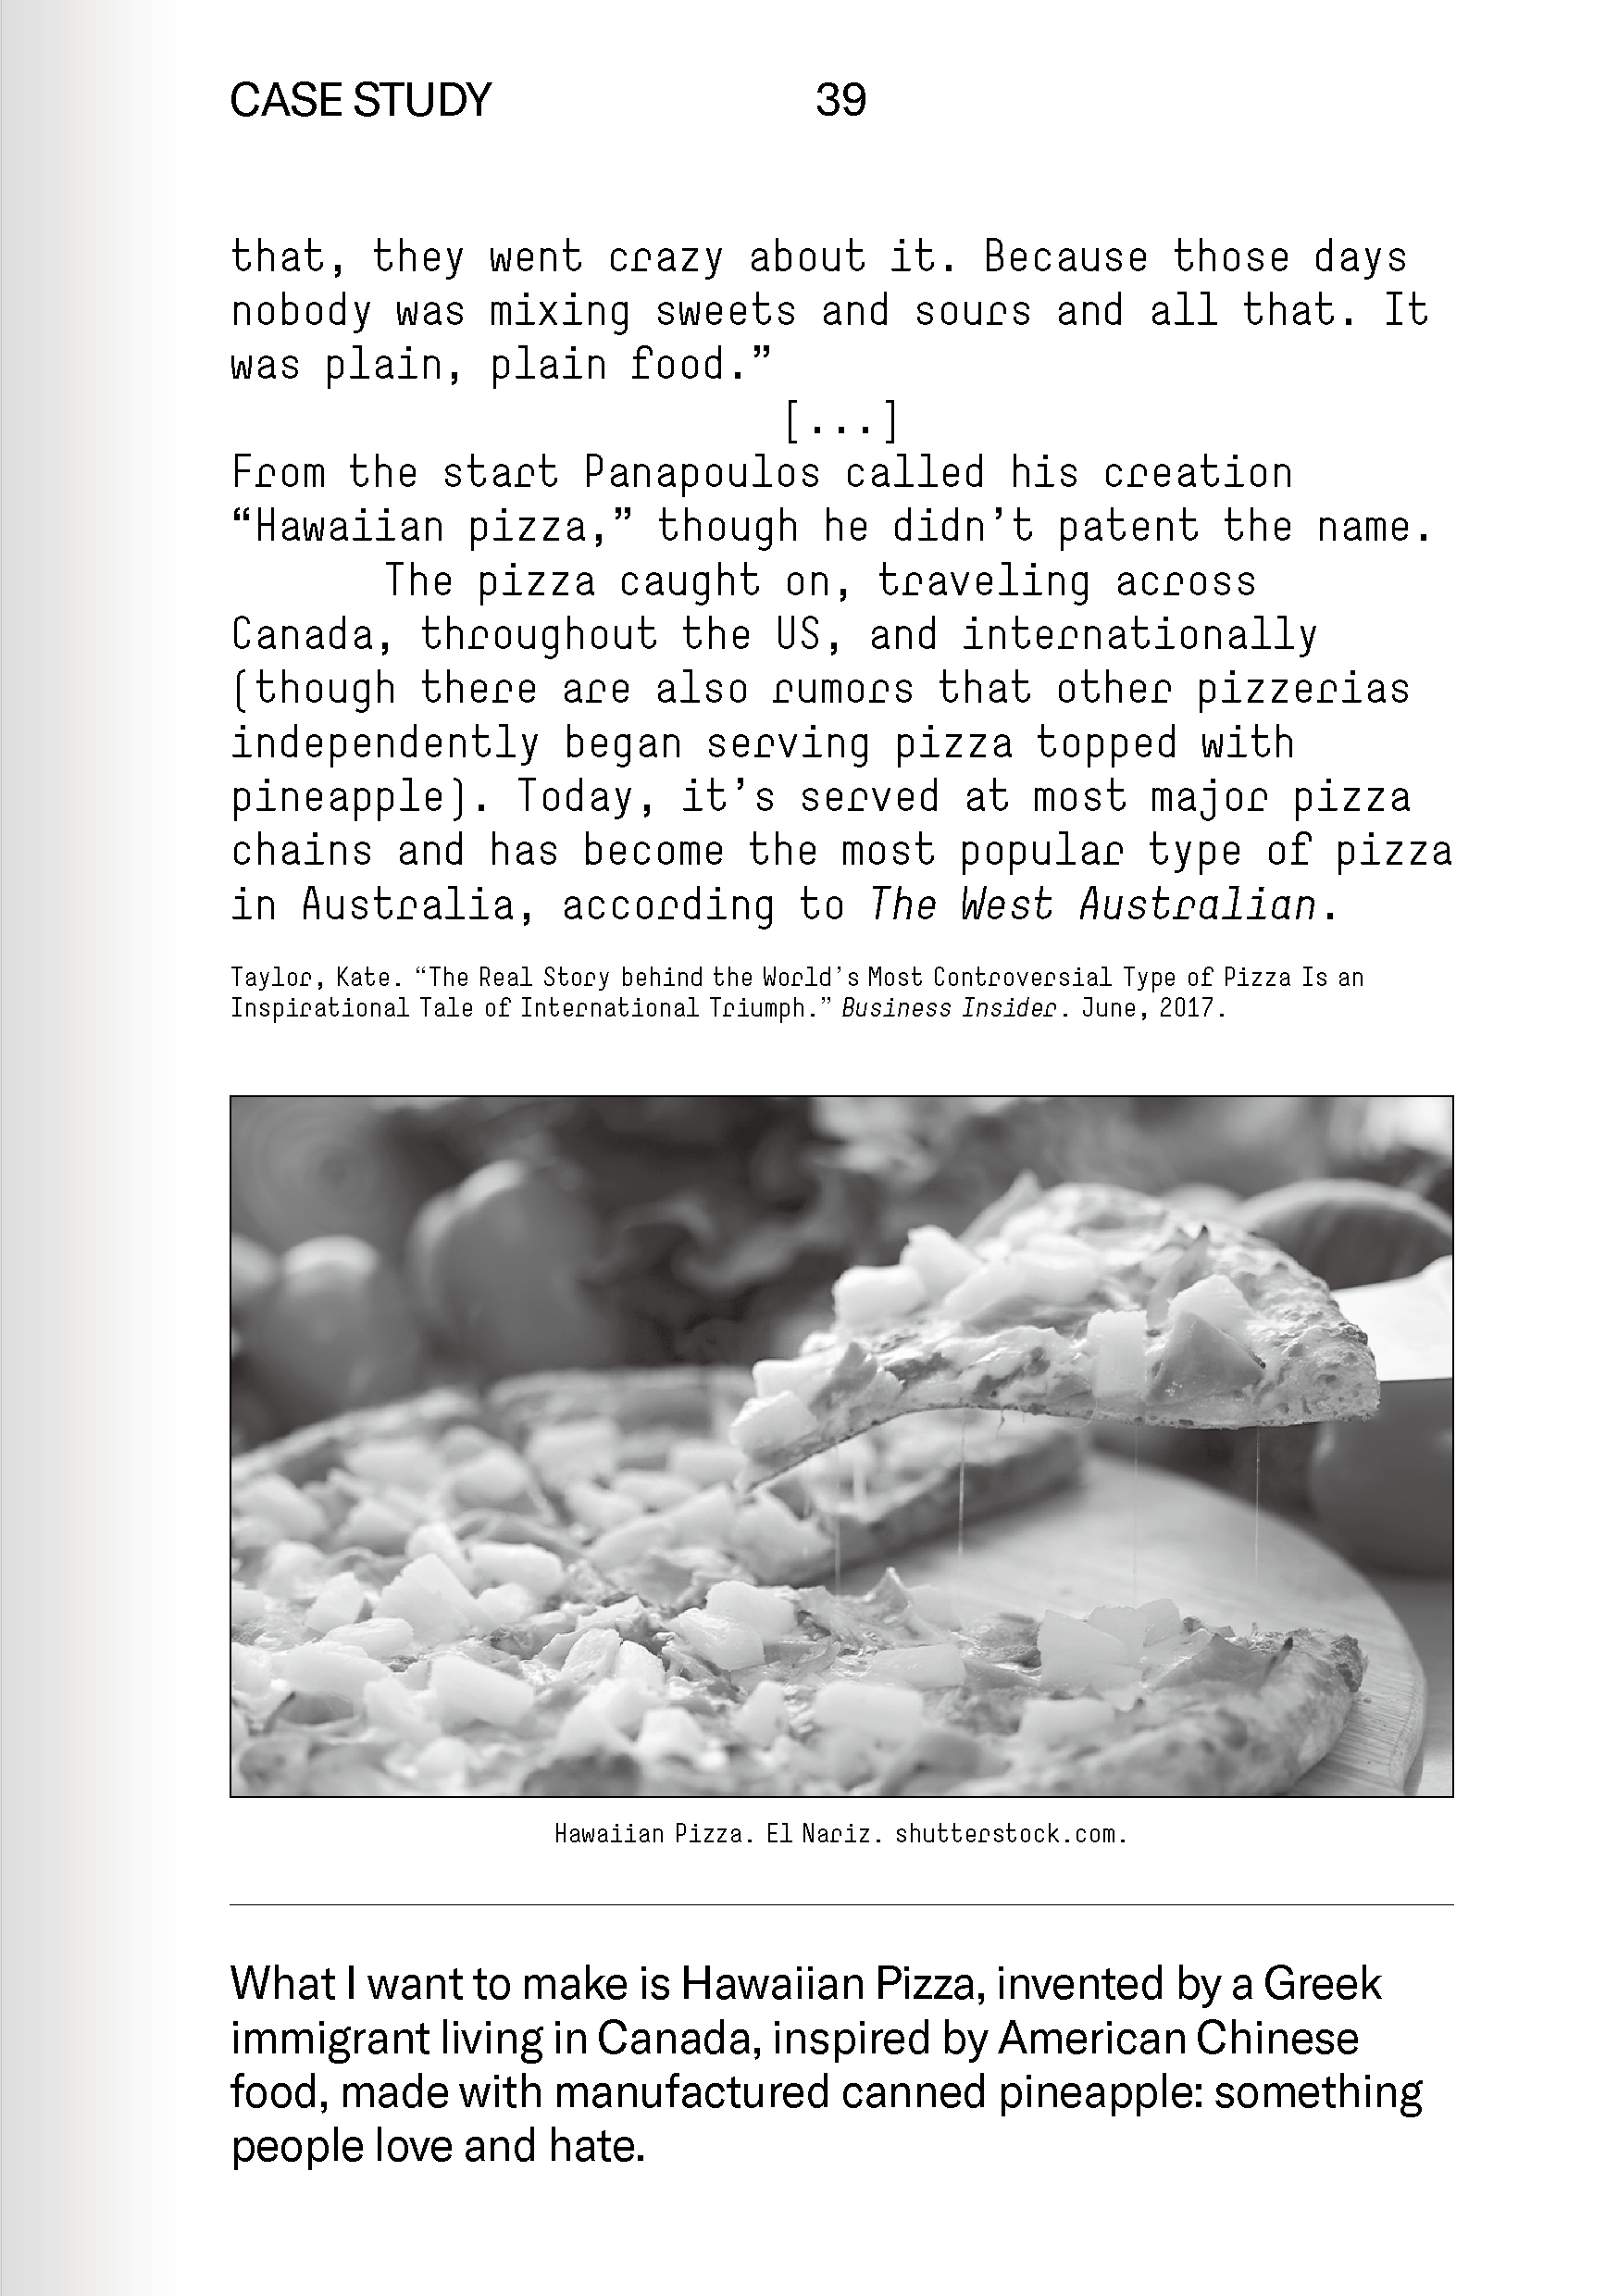 CASE STUDY 39
that, they went crazy about it. Because those days
nobody was mixing sweets and sours and all that. It
was plain, plain food.”
[...]
From the start Panapoulos called his creation
“Hawaiian pizza,” though he didn’t patent the name.
The pizza caught on, traveling across
Canada, throughout the US, and internationally
(though there are also rumors that other pizzerias
independently began serving pizza topped with
pineapple). Today, it’s served at most major pizza
chains and has become the most popular type of pizza
in Australia, according to The West Australian.
Taylor, Kate. “The Real Story behind the World’s Most Controversial Type of Pizza Is an
Inspirational Tale of International Triumph.” Business Insider. June, 2017.
Hawaiian Pizza. El Nariz. shutterstock.com.
What I want to make is Hawaiian Pizza, invented by a Greek
immigrant living in Canada, inspired by American Chinese
food, made with manufactured canned pineapple: something
people love and hate.